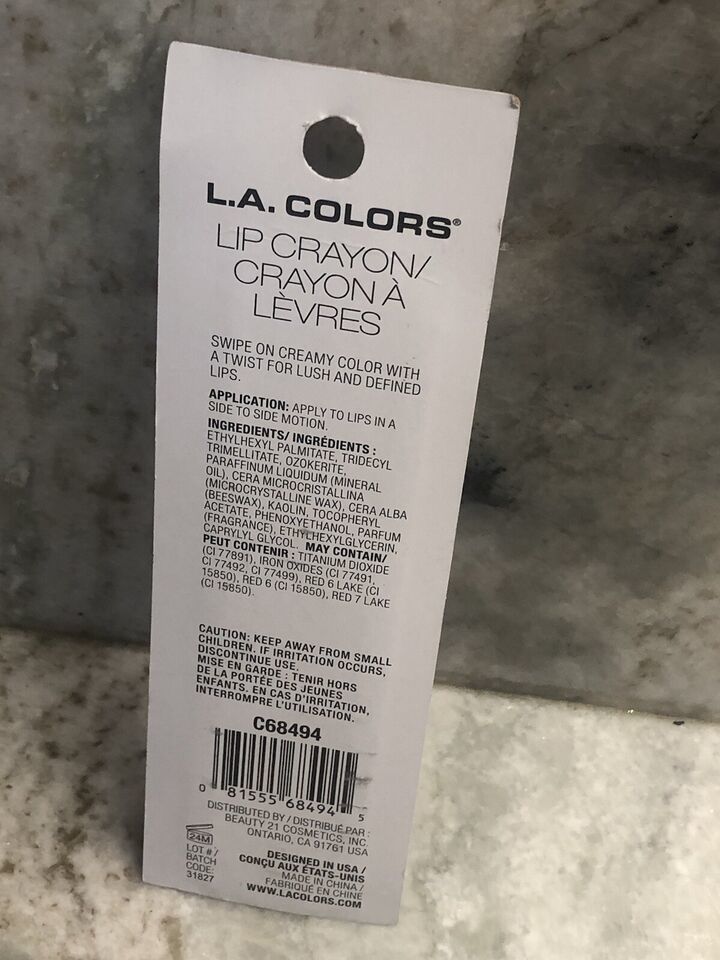 L.A. COLORS®
LIP CRAYON/
CRAYON À
LÈVRES
SWIPE ON CREAMY COLOR WITH
A TWIST FOR LUSH AND DEFINED
LIPS.
APPLICATION: APPLY TO LIPS IN A
SIDE TO SIDE MOTION.
INGREDIENTS/ INGRÉDIENTS :
ETHYLHEXYL PALMITATE, TRIDECYL
TRIMELLITATE, OZOKERITE,
PARAFFINUM LIQUIDUM (MINERAL
OIL), CERA MICROCRISTALLINA
(MICROCRYSTALLINE WAX), CERA ALBA
(BEESWAX), KAOLIN, TOCOPHERYL
ACETATE, PHENOXYETHANOL, PARFUM
(FRAGRANCE), ETHYLHEXYLGLYCERIN,
CAPRYLYL GLYCOL. MAY CONTAIN/
PEUT CONTENIR : TITANIUM DIOXIDE
(CI 77891), IRON OXIDES (CI 77491,
CI 77492, CI 77499), RED 6 LAKE (CI
15850), RED 6 (CI 15850), RED 7 LAKE
(CI 15850).
CAUTION: KEEP AWAY FROM SMALL
CHILDREN. IF IRRITATION OCCURS,
DISCONTINUE USE.
MISE EN GARDE : TENIR HORS
DE LA PORTÉE DES JEUNES
ENFANTS. EN CAS D'IRRITATION,
INTERROMPRE L'UTILISATION.
C68494
0 81555 68494 5
DISTRIBUTED BY / DISTRIBUÉ PAR :
BEAUTY 21 COSMETICS, INC.
ONTARIO, CA 91761 USA
24M
LOT #/
BATCH
CODE:
31827
DESIGNED IN USA /
CONÇU AUX ÉTATS-UNIS
MADE IN CHINA /
FABRIQUÉ EN CHINE
WWW.LACOLORS.COM